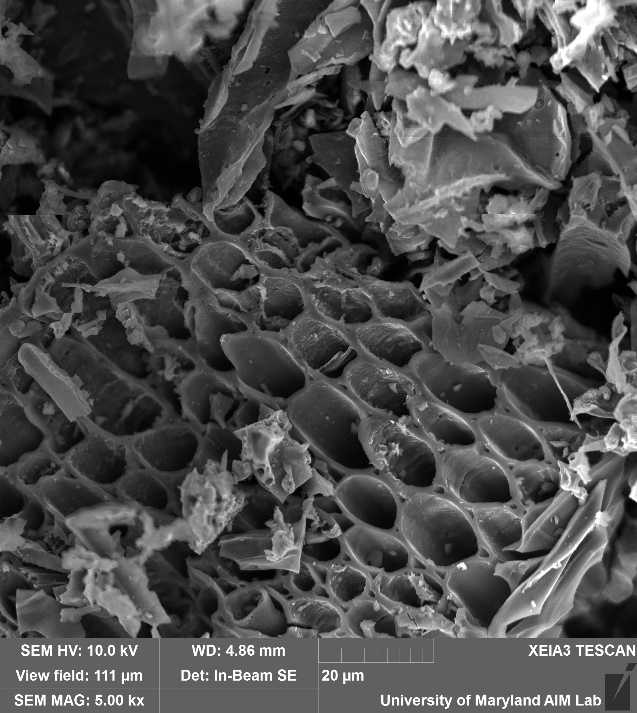 SEM HV: 10.0 kV WD: 4.86 mm XEIA3 TESCAN
View field: 111 µm Det: In-Beam SE 20 µm
SEM MAG: 5.00 kx University of Maryland AIM Lab